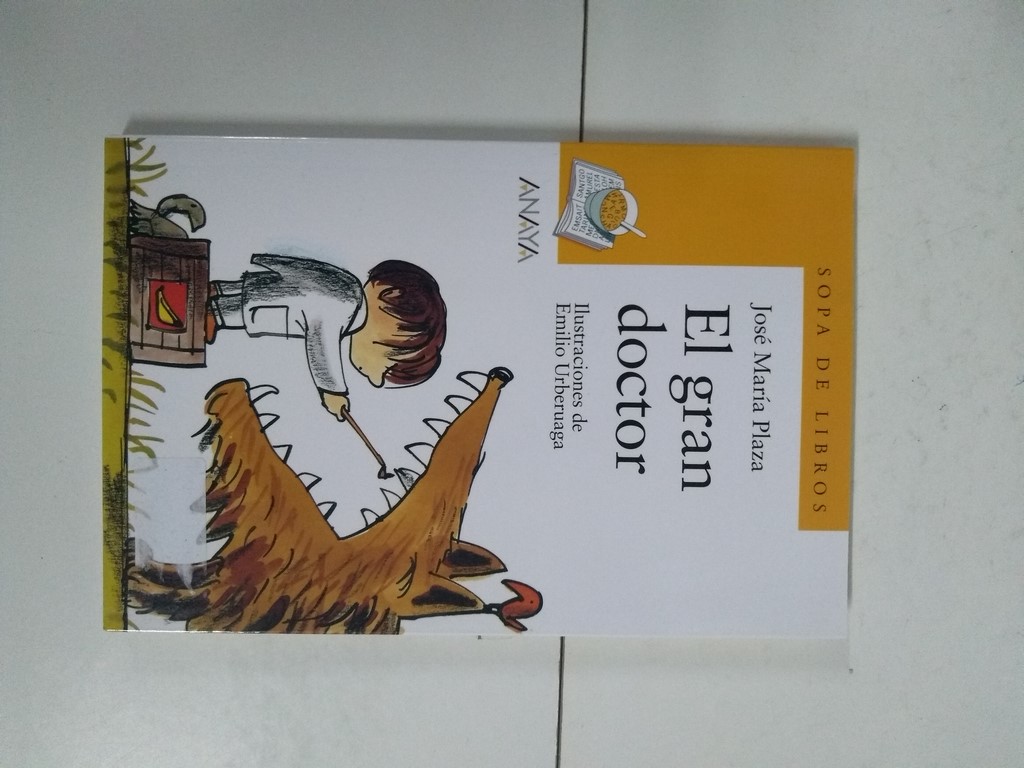 SOPA DE LIBROS
José María Plaza
El gran
doctor
Ilustraciones de
Emilio Urberuaga
ANAYA